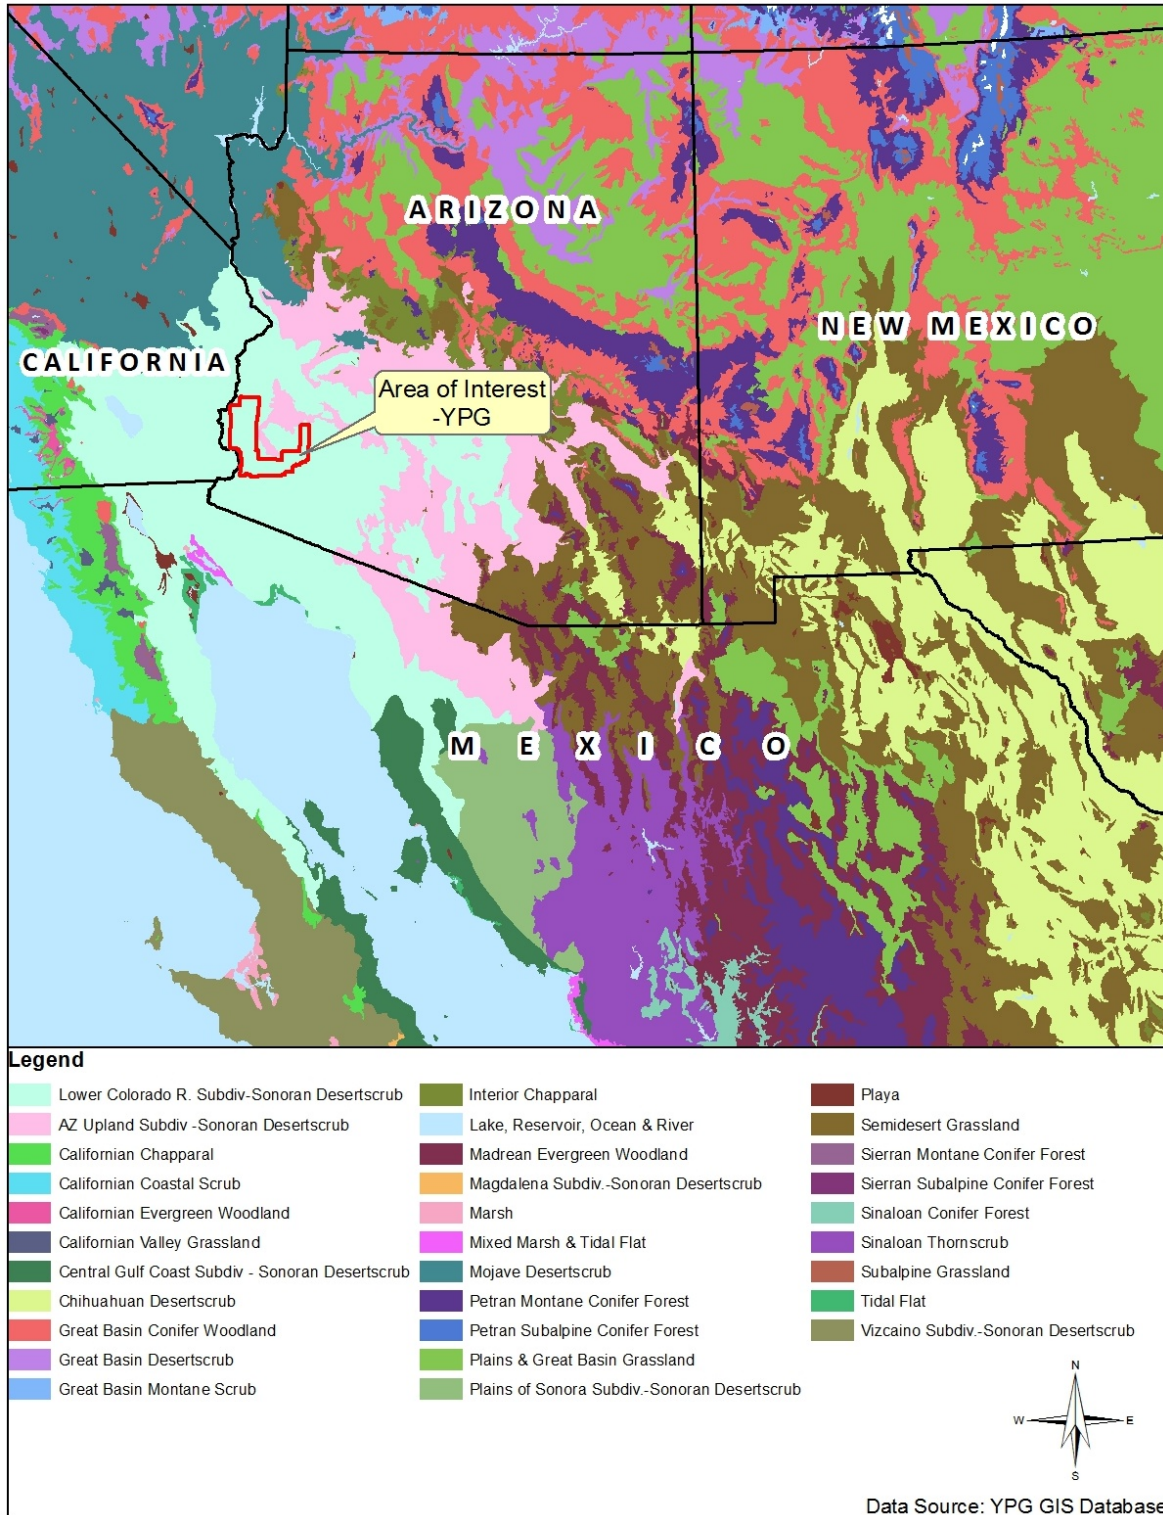 ARIZONA
NEW MEXICO
CALIFORNIA
Area of Interest
-YPG
MEXICO
Legend
Lower Colorado R. Subdiv-Sonoran Desertscrub
AZ Upland Subdiv -Sonoran Desertscrub
Californian Chapparal
Californian Coastal Scrub
Californian Evergreen Woodland
Californian Valley Grassland
Central Gulf Coast Subdiv - Sonoran Desertscrub
Chihuahuan Desertscrub
Great Basin Conifer Woodland
Great Basin Desertscrub
Great Basin Montane Scrub
Interior Chapparal
Lake, Reservoir, Ocean & River
Madrean Evergreen Woodland
Magdalena Subdiv.-Sonoran Desertscrub
Marsh
Mixed Marsh & Tidal Flat
Mojave Desertscrub
Petran Montane Conifer Forest
Petran Subalpine Conifer Forest
Plains & Great Basin Grassland
Plains of Sonora Subdiv.-Sonoran Desertscrub
Playa
Semidesert Grassland
Sierran Montane Conifer Forest
Sierran Subalpine Conifer Forest
Sinaloan Conifer Forest
Sinaloan Thornscrub
Subalpine Grassland
Tidal Flat
Vizcaino Subdiv.-Sonoran Desertscrub
N
W E
S
Data Source: YPG GIS Database